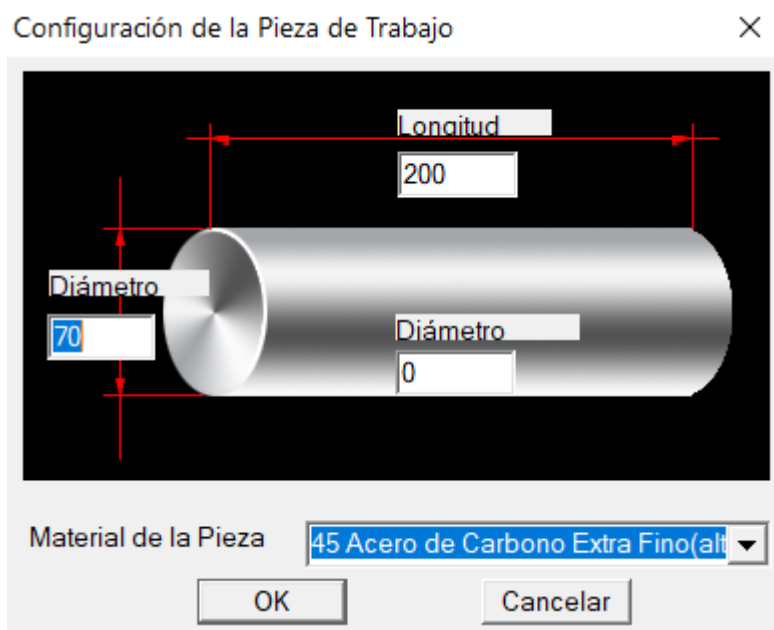 Configuración de la Pieza de Trabajo
Longitud
200
Diámetro
70
Diámetro
0
Material de la Pieza
45 Acero de Carbono Extra Fino(alt
OK
Cancelar